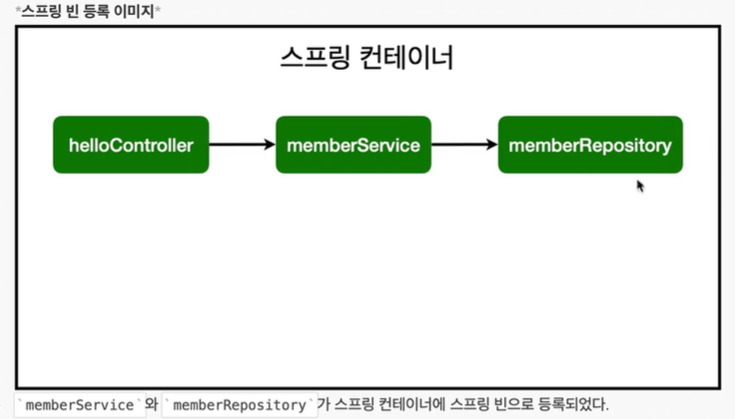 *스프링 빈 등록 이미지*
스프링 컨테이너
helloController memberService memberRepository
`memberService`와 `memberRepository`가 스프링 컨테이너에 스프링 빈으로 등록되었다.